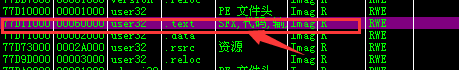 77D10000 00001000 user32 PE 文件头 Imag R RWE
77D11000 00060000 user32 .text SFX,代码,输 Imag R RWE
77D71000 00002000 user32 .data Imag R RWE
77D73000 0002A000 user32 .rsrc 资源 Imag R RWE
77D9D000 00003000 user32 .reloc Imag R RWE